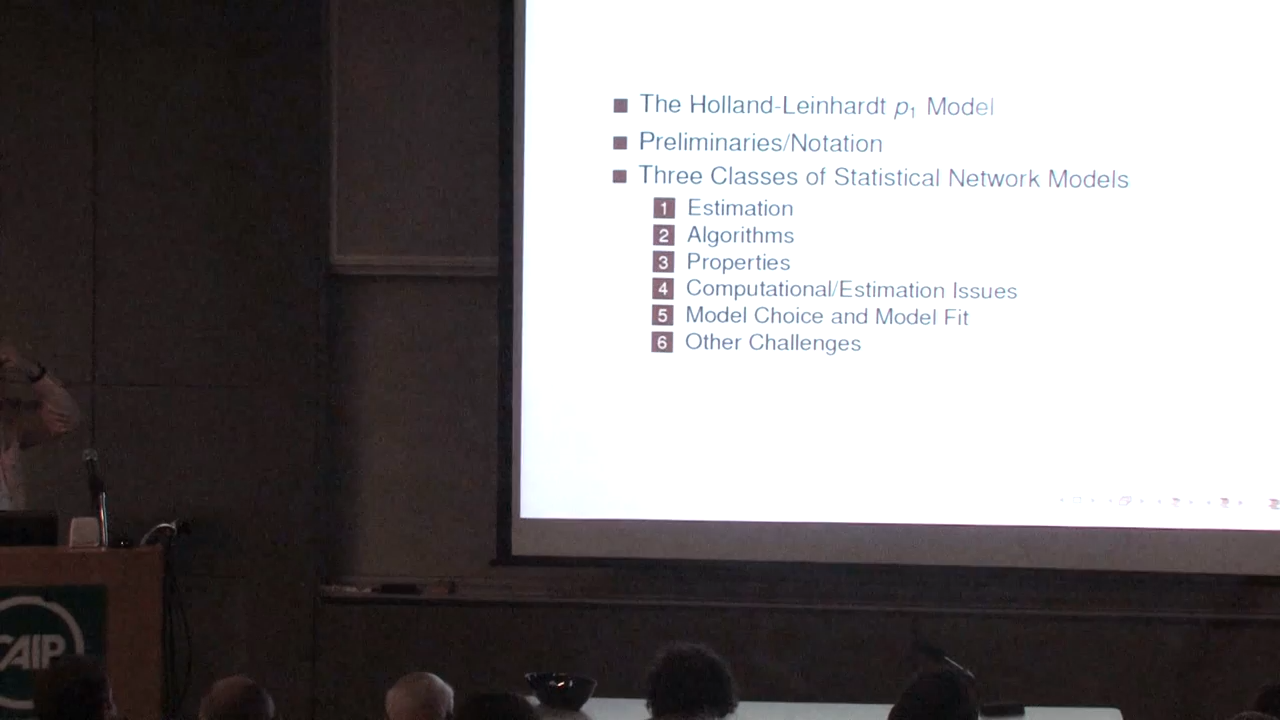 The Holland-Leinhardt p₁ Model
Preliminaries/Notation
Three Classes of Statistical Network Models
1 Estimation
2 Algorithms
3 Properties
4 Computational/Estimation Issues
5 Model Choice and Model Fit
6 Other Challenges
CAIP